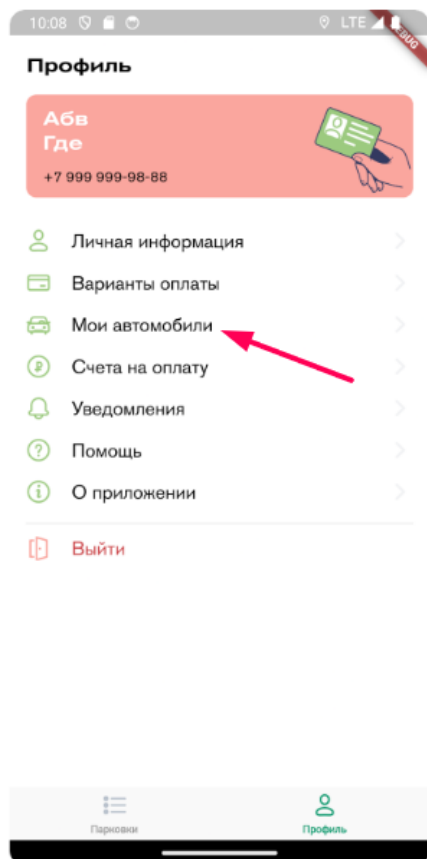 10:08
LTE
DEBUG
Профиль
Абв
Где
+7 999 999-98-88
Личная информация
Варианты оплаты
Мои автомобили
Счета на оплату
Уведомления
Помощь
О приложении
Выйти
Парковки
Профиль